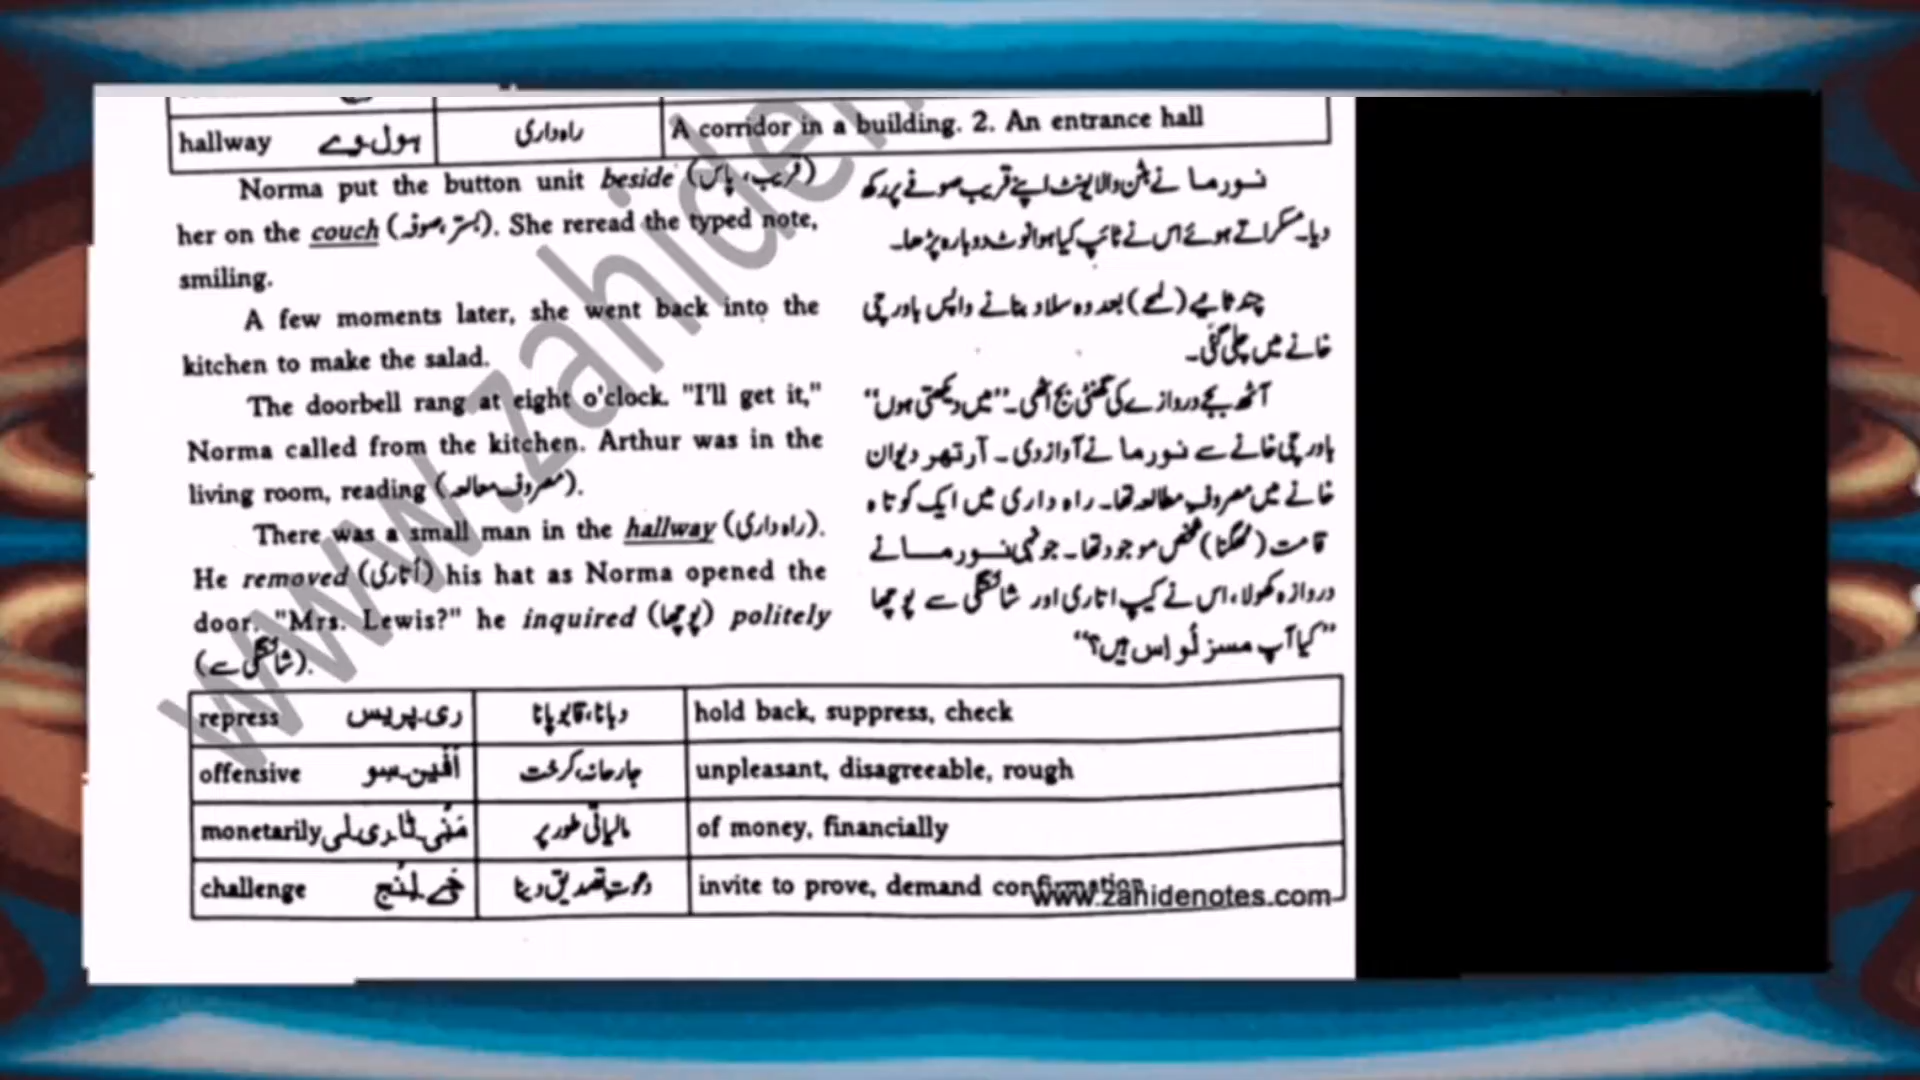 hallway ہول.وے راہداری A corridor in a building. 2. An entrance hall
Norma put the button unit beside (قریب، پاس)
her on the couch (بستر، صوفہ). She reread the typed note,
smiling.
A few moments later, she went back into the
kitchen to make the salad.
The doorbell rang at eight o'clock. "I'll get it,"
Norma called from the kitchen. Arthur was in the
living room, reading (مصروف مطالعہ).
There was a small man in the hallway (راہداری).
He removed (اُتاری) his hat as Norma opened the
door. "Mrs. Lewis?" he inquired (پوچھا) politely
(شائستگی سے).
نورما نے بٹن والا یونٹ اپنے قریب صوفے پر رکھ
دیا۔ مسکراتے ہوئے اس نے ٹائپ کیا ہوا نوٹ دوبارہ پڑھا۔
چند ثانیے (لمحے) بعد وہ سلاد بنانے واپس باورچی
خانے میں چلی گئی۔
آٹھ بجے دروازے کی گھنٹی بج اٹھی۔ ”میں دیکھتی ہوں“
باورچی خانے سے نورما نے آواز دی۔ آرتھر دیوان
خانے میں مصروفِ مطالعہ تھا۔ راہ داری میں ایک کوتاہ
قامت (ٹھگنا) شخص موجود تھا۔ جونہی نورما نے
دروازہ کھولا، اس نے کیپ اتاری اور شائستگی سے پوچھا
”کیا آپ مسز لُو اِس ہیں؟“
repress ری.پریس دبانا، قابو پانا hold back, suppress, check
offensive اَفین.سِو جارحانہ، کرخت unpleasant, disagreeable, rough
monetarily مَنی.ٹا.ری.لی مالیاتی طور پر of money, financially
challenge چَے.لنج دعوتِ تصدیق دینا invite to prove, demand confirmation
www.zahidenotes.com
www.zahide